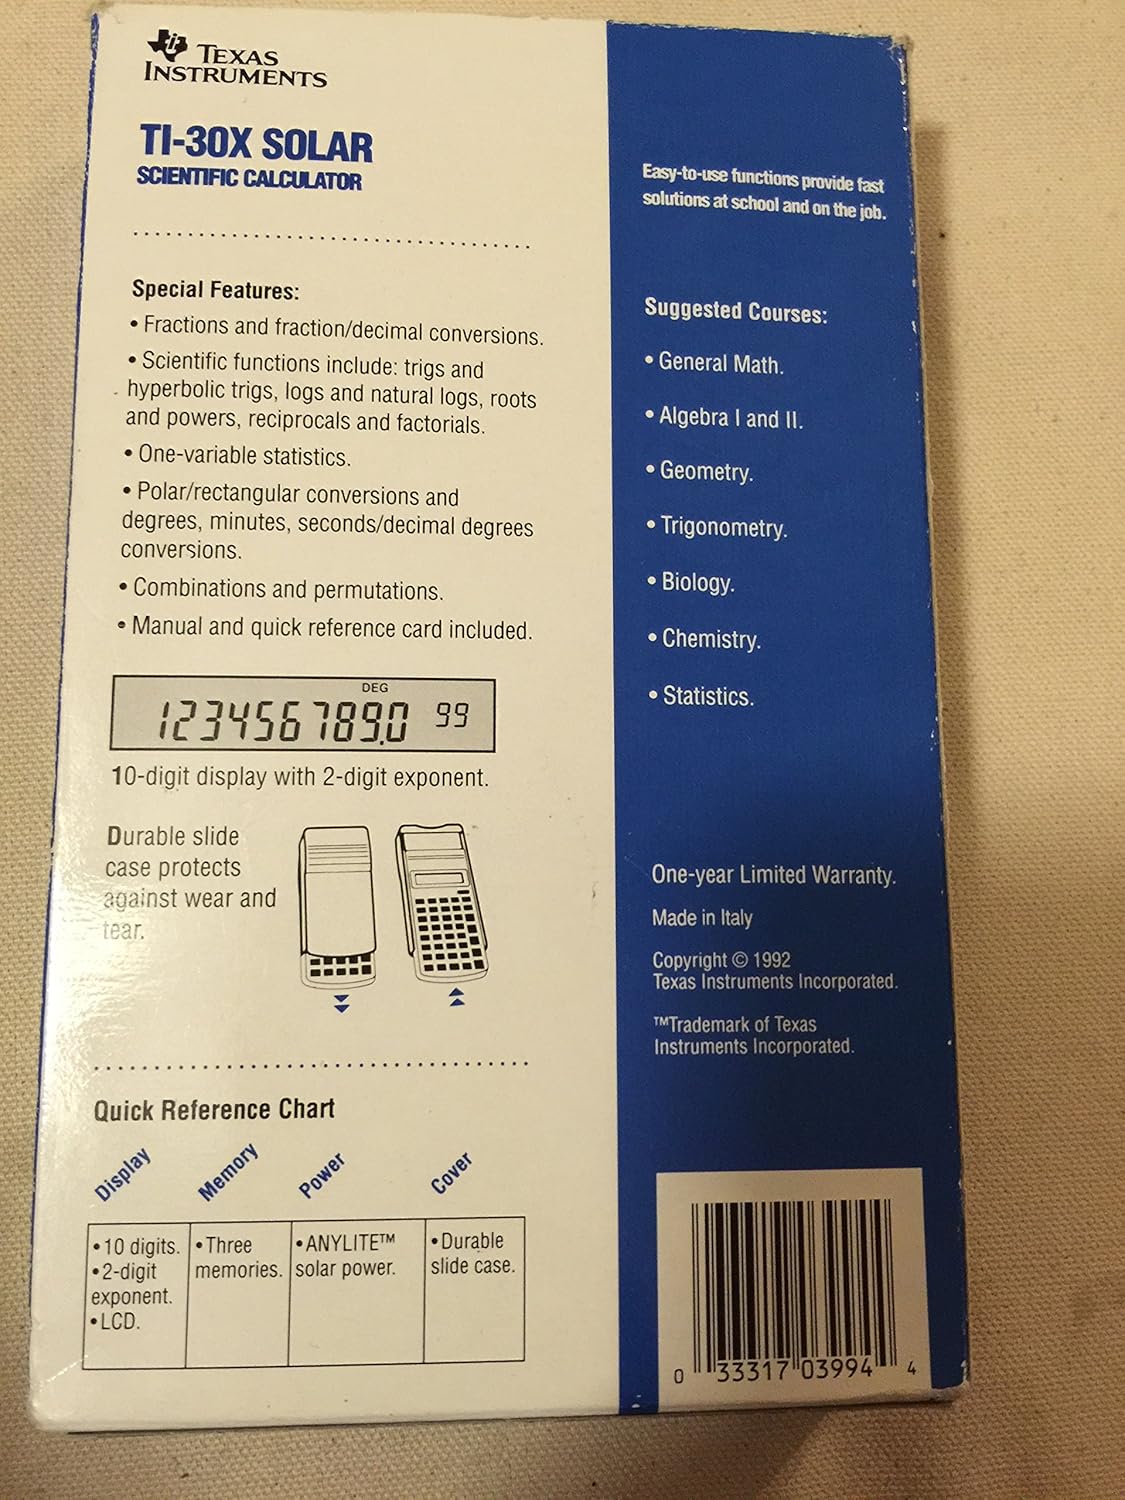 TEXAS
INSTRUMENTS
TI-30X SOLAR
SCIENTIFIC CALCULATOR
Special Features:
• Fractions and fraction/decimal conversions.
• Scientific functions include: trigs and
hyperbolic trigs, logs and natural logs, roots
and powers, reciprocals and factorials.
• One-variable statistics.
• Polar/rectangular conversions and
degrees, minutes, seconds/decimal degrees
conversions.
• Combinations and permutations.
• Manual and quick reference card included.
DEG
123456789.0 99
10-digit display with 2-digit exponent.
Durable slide
case protects
against wear and
tear.
Quick Reference Chart
Display Memory Power Cover
• 10 digits.
• 2-digit
exponent.
• LCD.
• Three
memories.
• ANYLITE™
solar power.
• Durable
slide case.
Easy-to-use functions provide fast
solutions at school and on the job.
Suggested Courses:
• General Math.
• Algebra I and II.
• Geometry.
• Trigonometry.
• Biology.
• Chemistry.
• Statistics.
One-year Limited Warranty.
Made in Italy
Copyright © 1992
Texas Instruments Incorporated.
™Trademark of Texas
Instruments Incorporated.
0 33317 03994 4